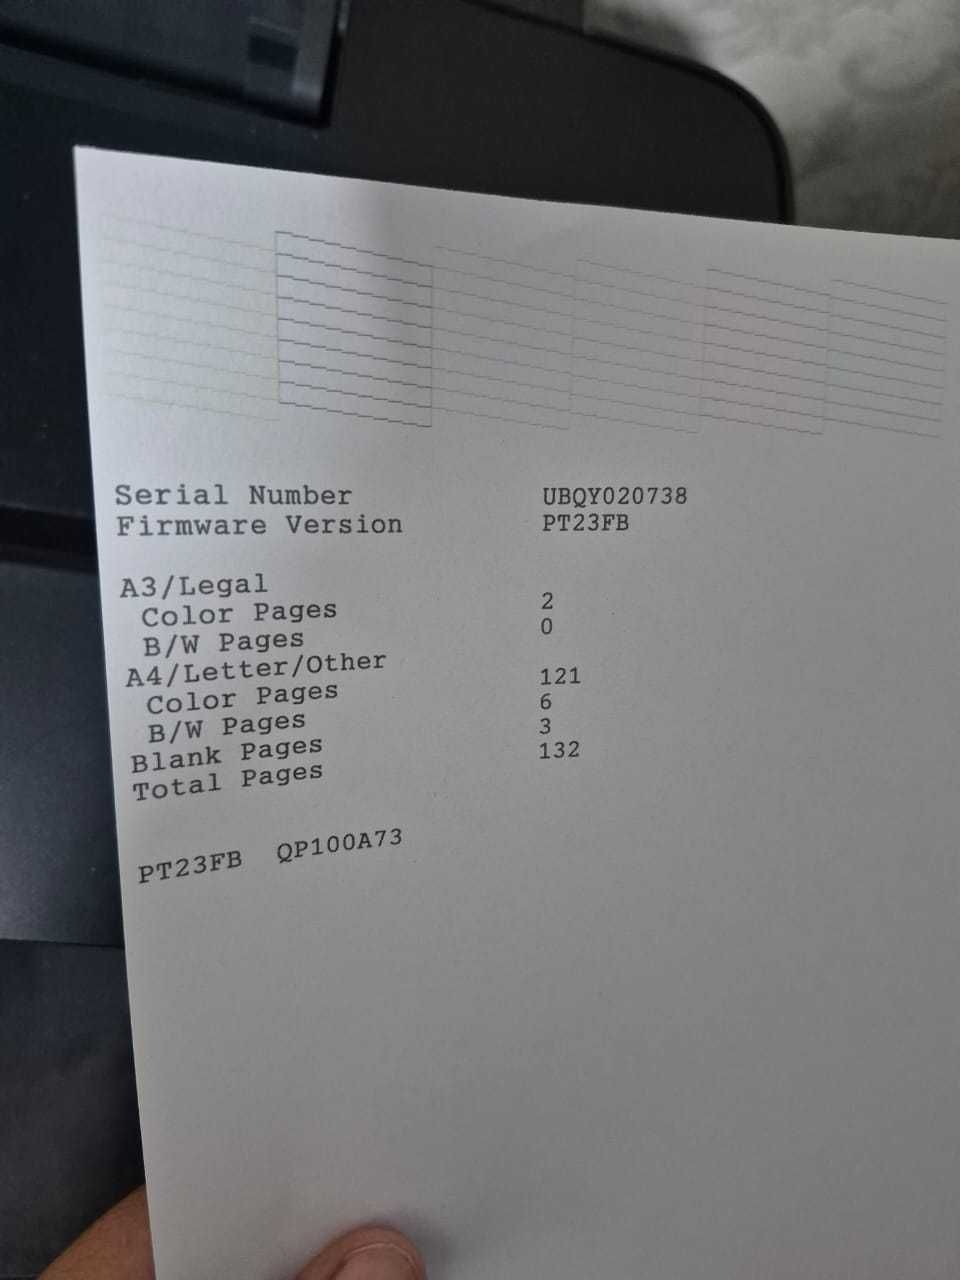 Serial Number UBQY020738
Firmware Version PT23FB
A3/Legal
Color Pages 2
B/W Pages 0
A4/Letter/Other
Color Pages 121
B/W Pages 6
Blank Pages 3
Total Pages 132
PT23FB QP100A73